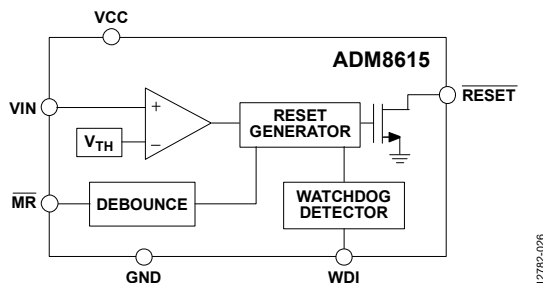 VCC
ADM8615
VIN
+
VTH
−
RESET
GENERATOR
RESET
MR
DEBOUNCE
WATCHDOG
DETECTOR
GND
WDI
12782-026